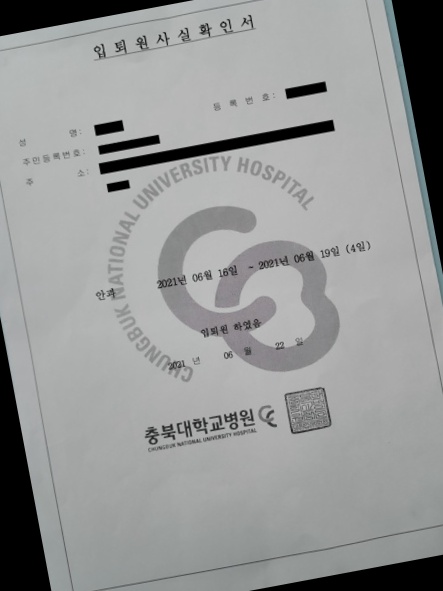 입 퇴 원 사 실 확 인 서
등 록 번 호 :
성 명:
주민등록번호:
주 소:
CHUNGBUK NATIONAL UNIVERSITY HOSPITAL
안과 2021년 06월 16일 ~ 2021년 06월 19일 (4일)
입퇴원 하였음
2021 년 06 월 22 일
충북대학교병원
CHUNGBUK NATIONAL UNIVERSITY HOSPITAL